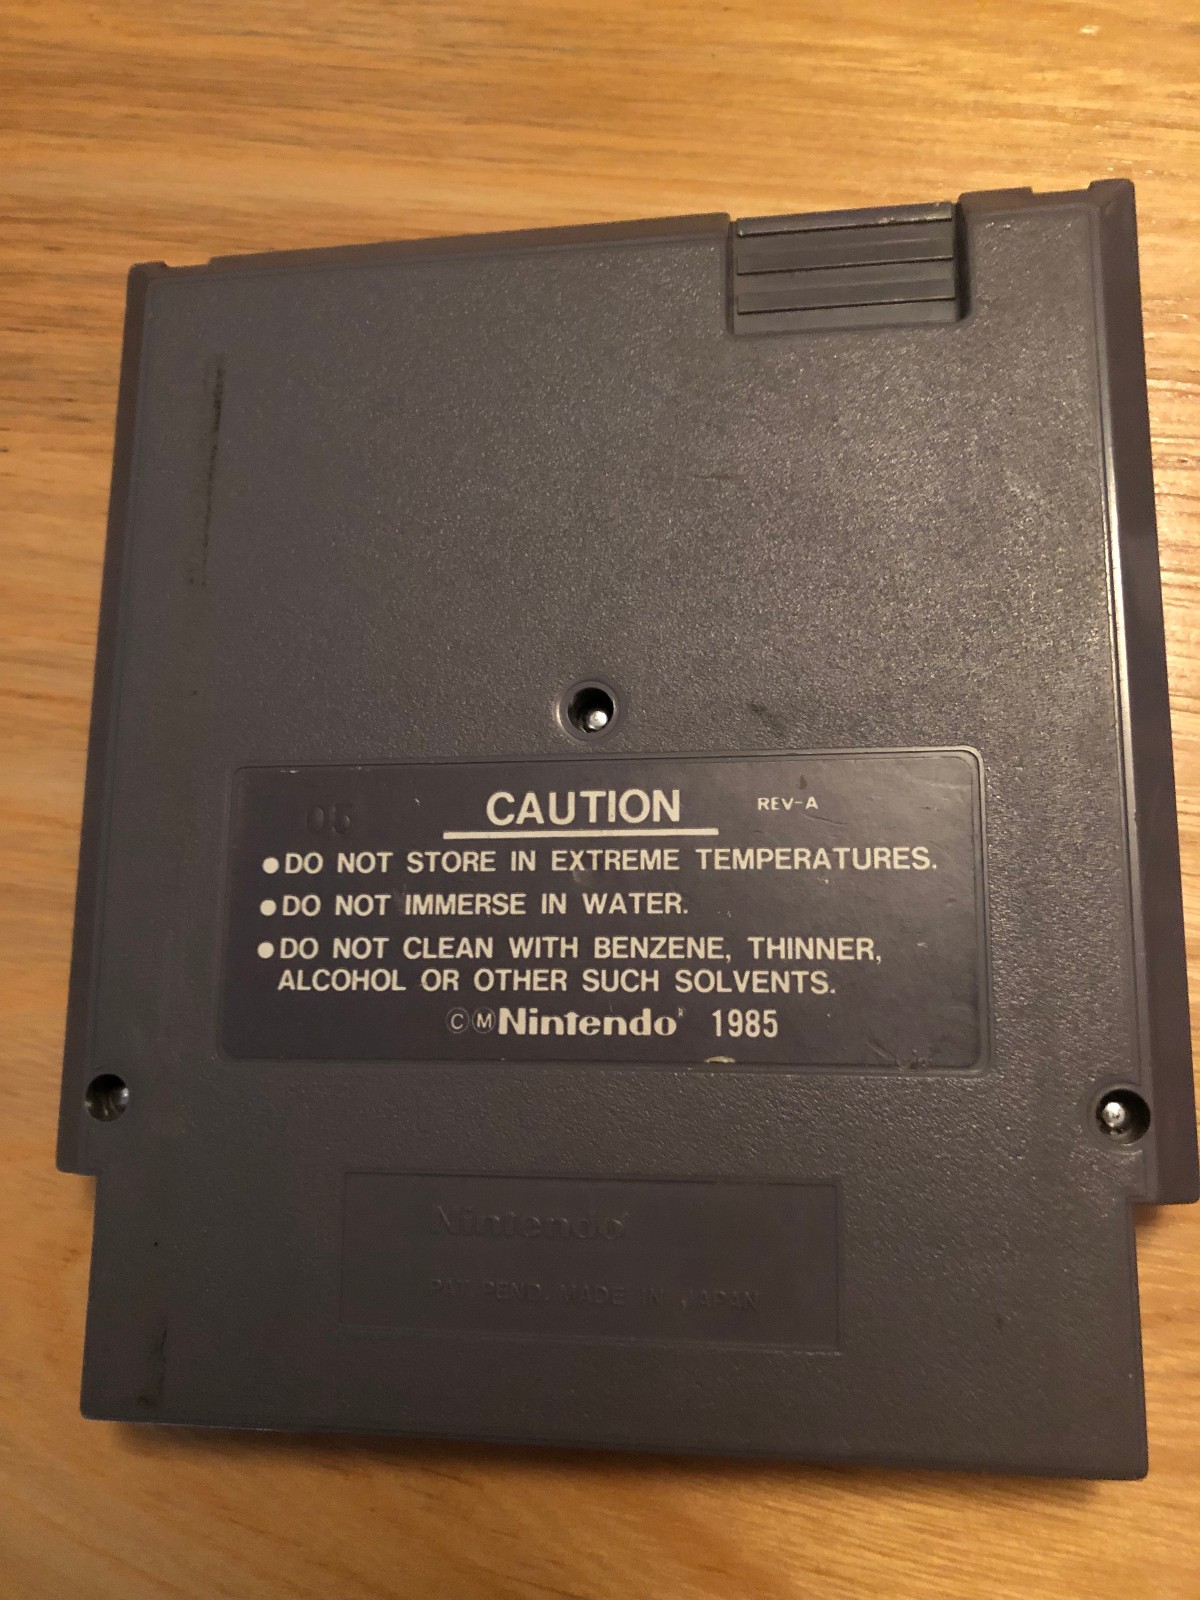 05
CAUTION REV-A
●DO NOT STORE IN EXTREME TEMPERATURES.
●DO NOT IMMERSE IN WATER.
●DO NOT CLEAN WITH BENZENE, THINNER,
ALCOHOL OR OTHER SUCH SOLVENTS.
ⒸⓂNintendo® 1985
Nintendo
PAT. PEND. MADE IN JAPAN